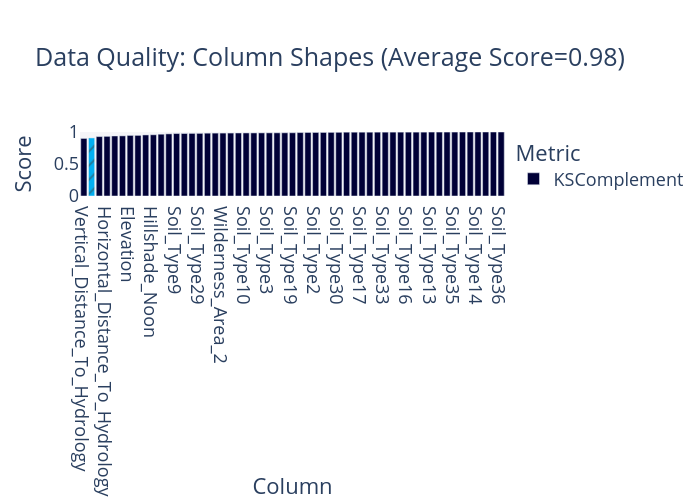 Data Quality: Column Shapes (Average Score=0.98)
Score
1
0.5
0
Metric
KSComplement
Vertical_Distance_To_Hydrology
Horizontal_Distance_To_Hydrology
Elevation
Hillshade_Noon
Soil_Type9
Soil_Type29
Wilderness_Area_2
Soil_Type10
Soil_Type3
Soil_Type19
Soil_Type2
Soil_Type30
Soil_Type17
Soil_Type33
Soil_Type16
Soil_Type13
Soil_Type35
Soil_Type14
Soil_Type36
Column